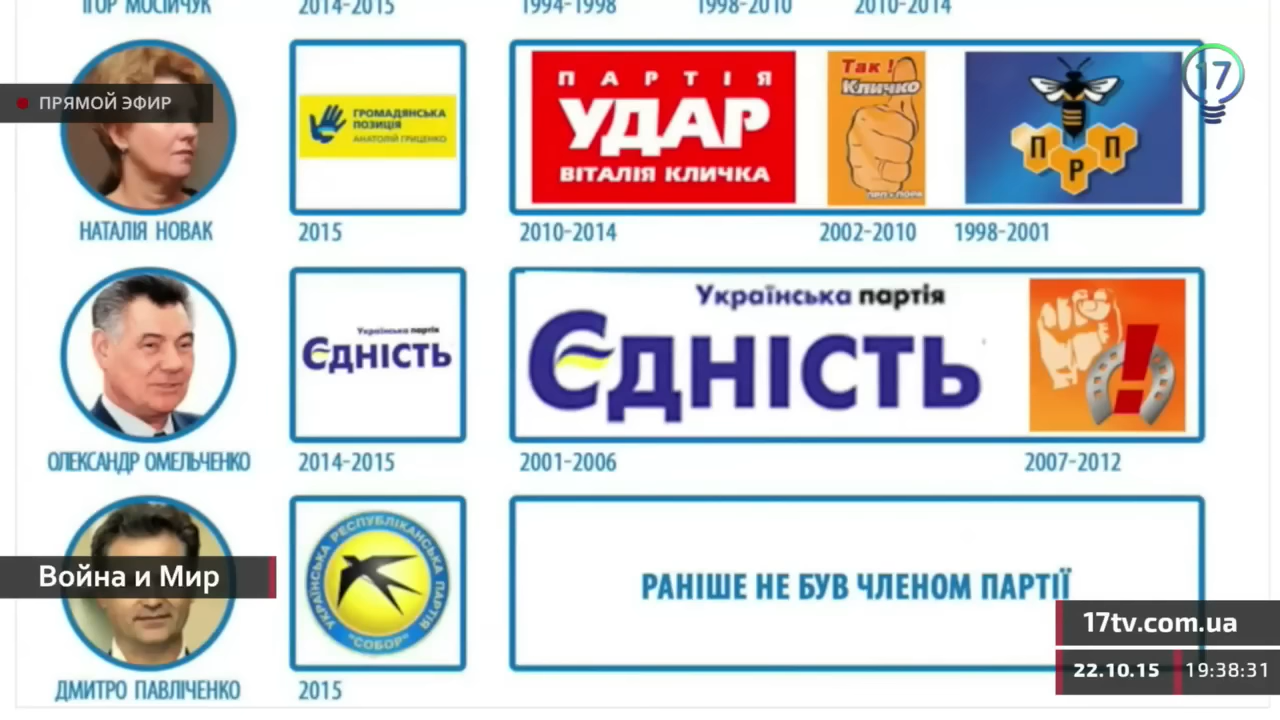 ІГОР МОСІЙЧУК
2014-2015
1994-1998
1998-2010
2010-2014
ПРЯМОЙ ЭФИР
17
ГРОМАДЯНСЬКА
ПОЗИЦІЯ
АНАТОЛІЙ ГРИЦЕНКО
ПАРТІЯ
УДАР
ВІТАЛІЯ КЛИЧКА
Так !
Кличко
ПРП
НАТАЛІЯ НОВАК
2015
2010-2014
2002-2010
1998-2001
Українська партія
ЄДНІСТЬ
Українська партія
ЄДНІСТЬ
!
ОЛЕКСАНДР ОМЕЛЬЧЕНКО
2014-2015
2001-2006
2007-2012
Война и Мир
УКРАЇНСЬКА РЕСПУБЛІКАНСЬКА ПАРТІЯ
"СОБОР"
РАНІШЕ НЕ БУВ ЧЛЕНОМ ПАРТІЇ
17tv.com.ua
22.10.15 19:38:31
ДМИТРО ПАВЛІЧЕНКО
2015